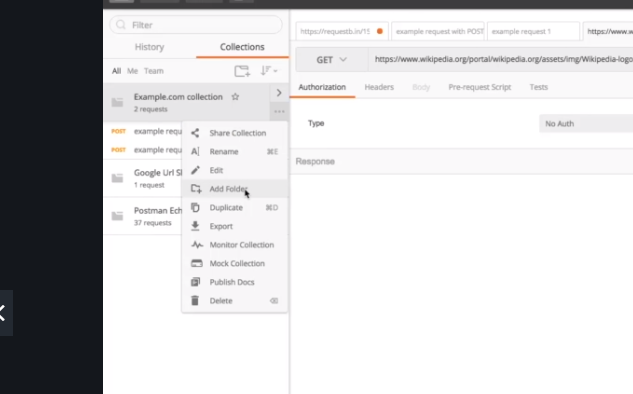 Filter
History Collections
All Me Team
Example.com collection
2 requests
POST example requ
POST example requ
Google Url S
1 request
Postman Ech
37 requests
Share Collection
Rename ⌘E
Edit
Add Folder
Duplicate ⌘D
Export
Monitor Collection
Mock Collection
Publish Docs
Delete
https://requestb.in/15 example request with POST example request 1 https://www.w
GET https://www.wikipedia.org/portal/wikipedia.org/assets/img/Wikipedia-logo
Authorization Headers Body Pre-request Script Tests
Type No Auth
Response